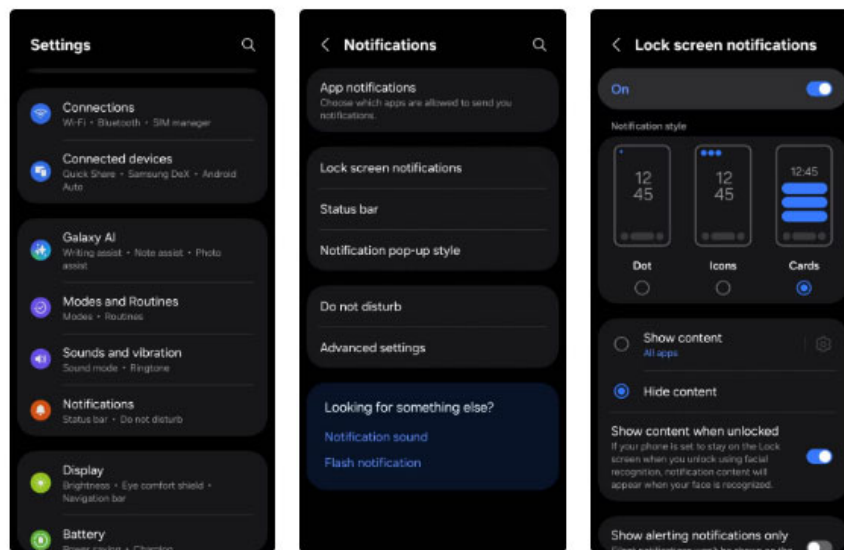 Settings
Connections
Wi-Fi • Bluetooth • SIM manager
Connected devices
Quick Share • Samsung DeX • Android
Auto
Galaxy AI
Writing assist • Note assist • Photo
assist
Modes and Routines
Modes • Routines
Sounds and vibration
Sound mode • Ringtone
Notifications
Status bar • Do not disturb
Display
Brightness • Eye comfort shield •
Navigation bar
Battery
Power saving • Charging
Notifications
App notifications
Choose which apps are allowed to send you
notifications.
Lock screen notifications
Status bar
Notification pop-up style
Do not disturb
Advanced settings
Looking for something else?
Notification sound
Flash notification
Lock screen notifications
On
Notification style
12
45
12
45
12:45
Dot
Icons
Cards
Show content
All apps
Hide content
Show content when unlocked
If your phone is set to stay on the Lock
screen when you unlock using facial
recognition, notification content will
appear when your face is recognized.
Show alerting notifications only